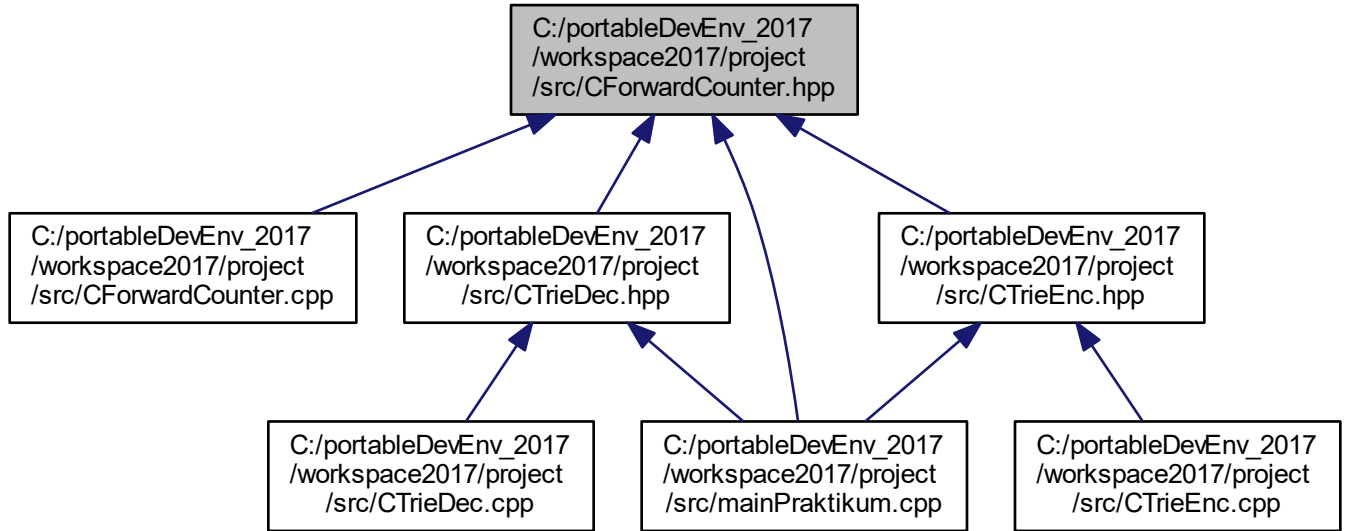 C:/portableDevEnv_2017
/workspace2017/project
/src/CForwardCounter.hpp
C:/portableDevEnv_2017
/workspace2017/project
/src/CForwardCounter.cpp
C:/portableDevEnv_2017
/workspace2017/project
/src/CTrieDec.hpp
C:/portableDevEnv_2017
/workspace2017/project
/src/CTrieEnc.hpp
C:/portableDevEnv_2017
/workspace2017/project
/src/CTrieDec.cpp
C:/portableDevEnv_2017
/workspace2017/project
/src/mainPraktikum.cpp
C:/portableDevEnv_2017
/workspace2017/project
/src/CTrieEnc.cpp